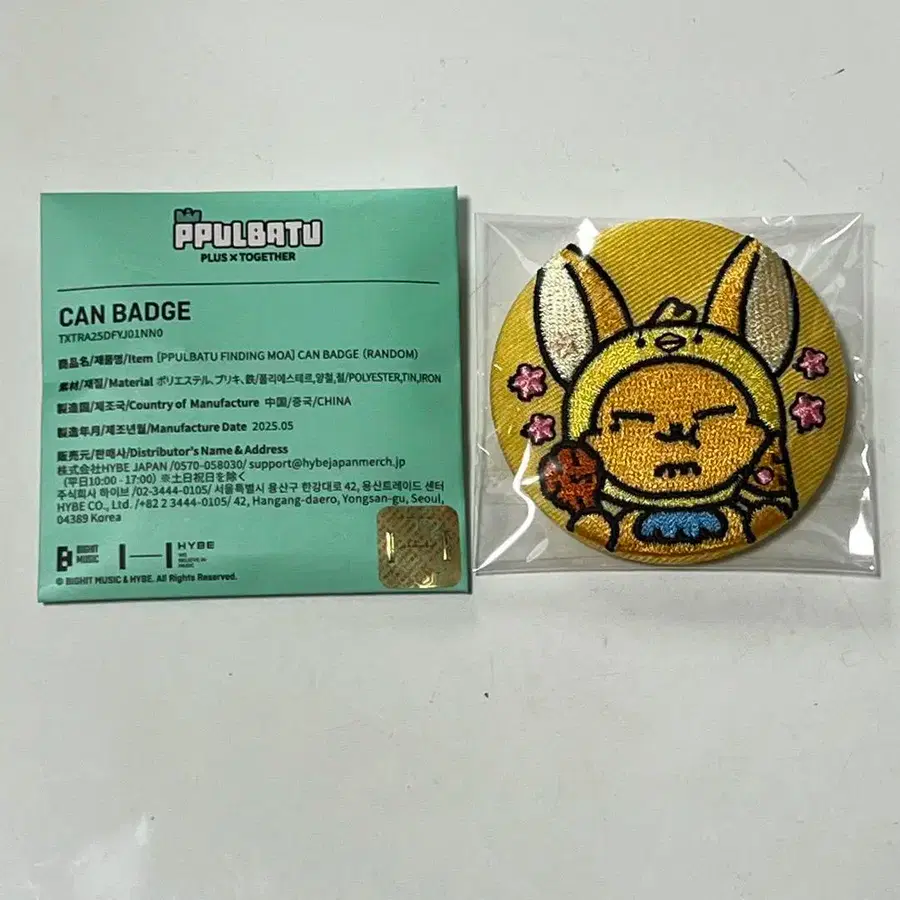 PPULBATU
PLUS × TOGETHER
CAN BADGE
TXTRA25DFYJ01NN0
商品名/제품명/Item [PPULBATU FINDING MOA] CAN BADGE (RANDOM)
素材/재질/Material ポリエステル、ブリキ、鉄/폴리에스테르,양철,철/POLYESTER,TIN,IRON
製造国/제조국/Country of Manufacture 中国/중국/CHINA
製造年月/제조년월/Manufacture Date 2025.05
販売元/판매사/Distributor's Name & Address
株式会社HYBE JAPAN /0570-058030/ support@hybejapanmerch.jp
(平日10:00 - 17:00) ※土日祝日を除く
주식회사 하이브 /02-3444-0105/ 서울특별시 용산구 한강대로 42, 용산트레이드 센터
HYBE CO., Ltd. /+82 2 3444-0105/ 42, Hangang-daero, Yongsan-gu, Seoul,
04389 Korea
BIGHIT
MUSIC
HYBE
WE
BELIEVE IN
MUSIC
© BIGHIT MUSIC & HYBE. All Rights Reserved.